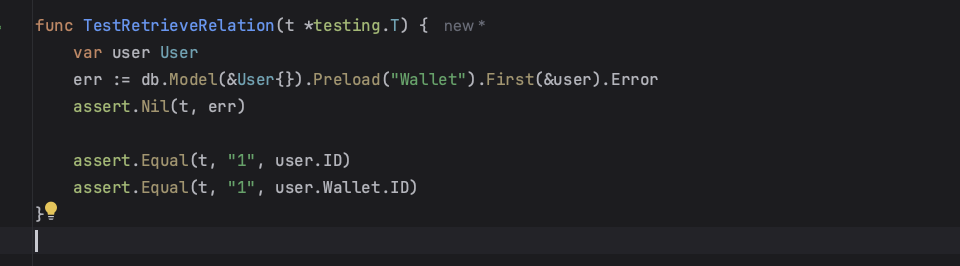 func TestRetrieveRelation(t *testing.T) { new *
    var user User
    err := db.Model(&User{}).Preload("Wallet").First(&user).Error
    assert.Nil(t, err)

    assert.Equal(t, "1", user.ID)
    assert.Equal(t, "1", user.Wallet.ID)
}